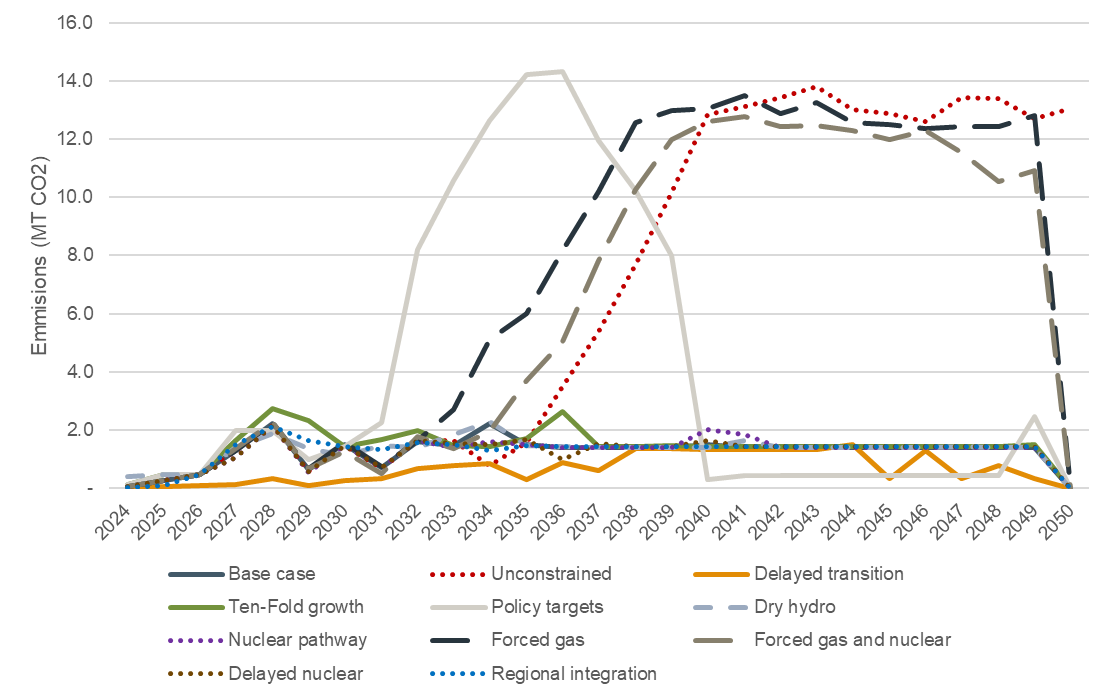 16.0
14.0
12.0
10.0
8.0
6.0
4.0
2.0
-
Emmisions (MT CO2)
2024 2025 2026 2027 2028 2029 2030 2031 2032 2033 2034 2035 2036 2037 2038 2039 2040 2041 2042 2043 2044 2045 2046 2047 2048 2049 2050
Base case Unconstrained Delayed transition
Ten-Fold growth Policy targets Dry hydro
Nuclear pathway Forced gas Forced gas and nuclear
Delayed nuclear Regional integration